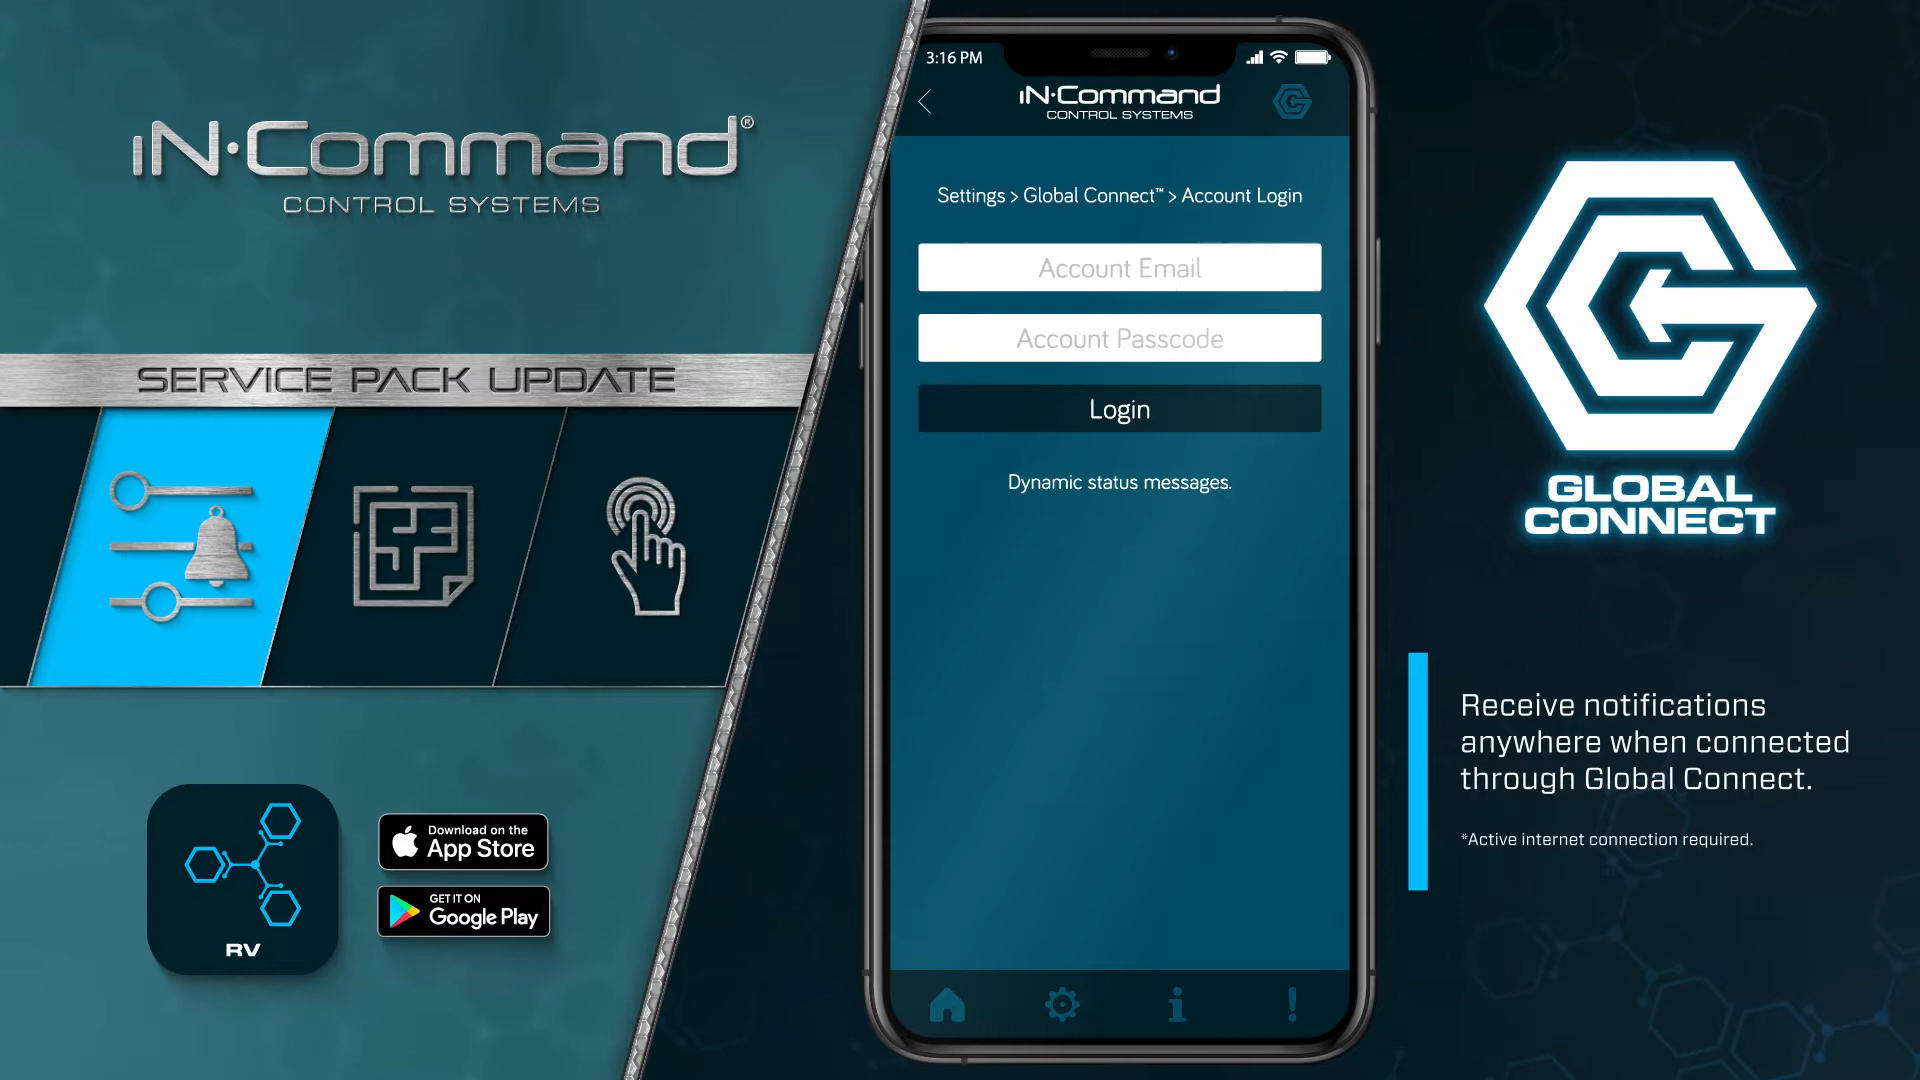 iN·Command®
CONTROL SYSTEMS
SERVICE PACK UPDATE
RV
Download on the
App Store
GET IT ON
Google Play
3:16 PM
iN·Command
CONTROL SYSTEMS
Settings > Global Connect™ > Account Login
Account Email
Account Passcode
Login
Dynamic status messages.
GLOBAL
CONNECT
Receive notifications
anywhere when connected
through Global Connect.
*Active internet connection required.